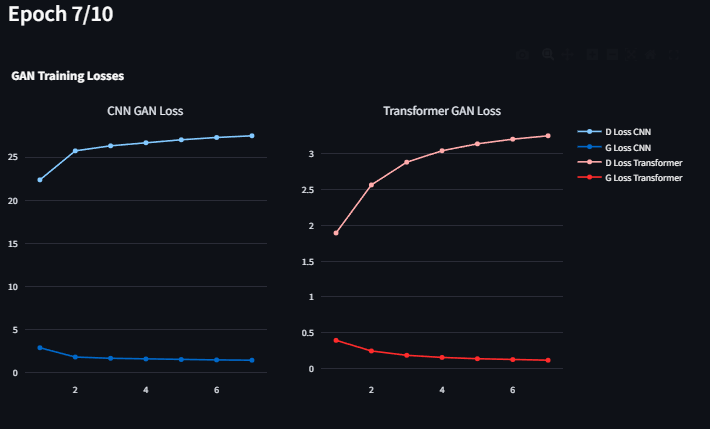 Epoch 7/10
GAN Training Losses
CNN GAN Loss
Transformer GAN Loss
D Loss CNN
G Loss CNN
D Loss Transformer
G Loss Transformer
25
20
15
10
5
0
2
4
6
3
2.5
2
1.5
1
0.5
0
2
4
6